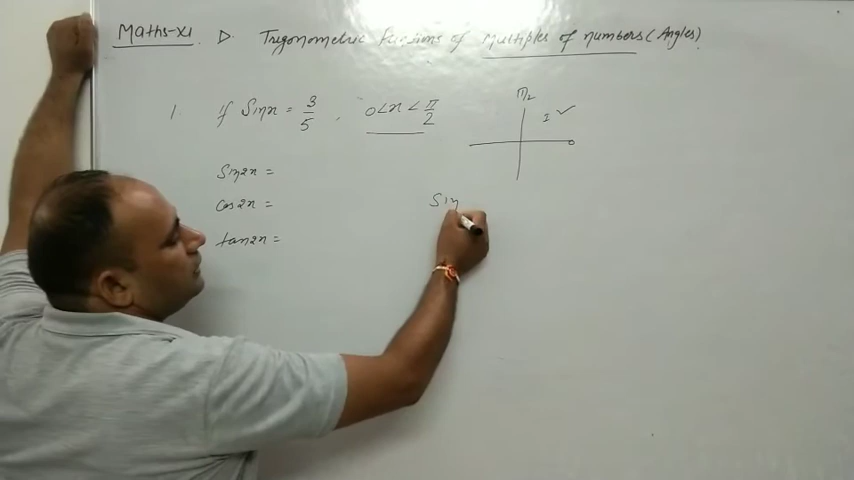 Maths-XI D. Trigonometric functions of Multiples of numbers (Angles)
π/2
1. if Sinx = 3/5 , 0<x<π/2
I ✓
0
Sin2x =
Sin
Cos2x =
tan2x =